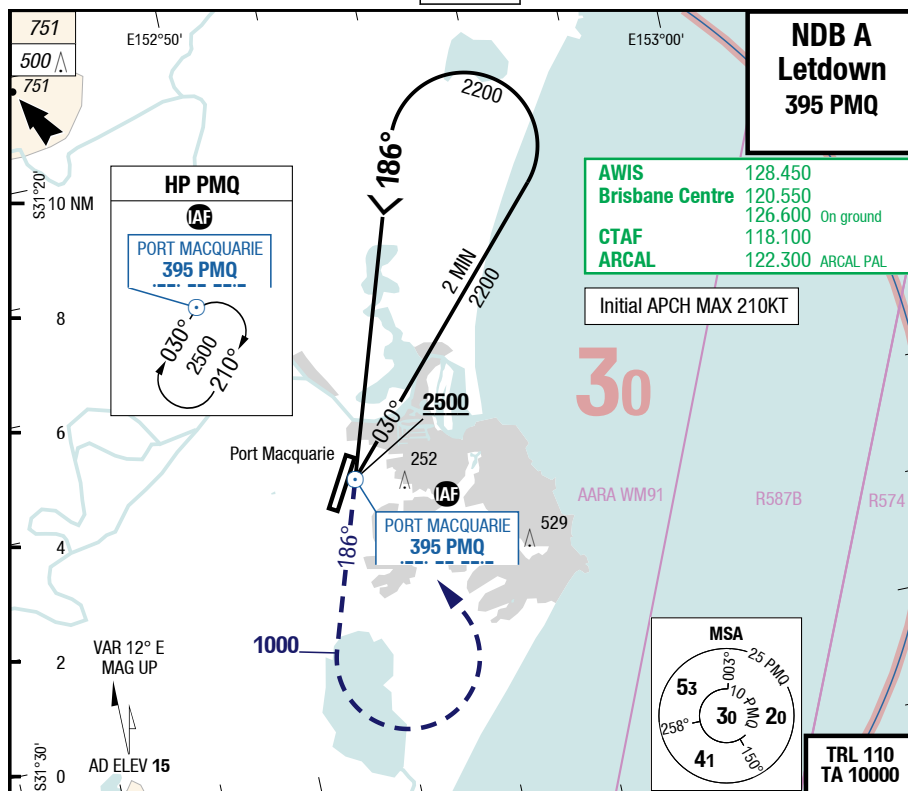 751
500
751
E152°50'
E153°00'
NDB A
Letdown
395 PMQ
2200
186°
S31°20'
10 NM
HP PMQ
IAF
PORT MACQUARIE
395 PMQ
030°
2500
210°
AWIS 128.450
Brisbane Centre 120.550
126.600 On ground
CTAF 118.100
ARCAL 122.300 ARCAL PAL
Initial APCH MAX 210KT
2 MIN
2200
8
30
6
2500
030°
Port Macquarie
252
IAF
AARA WM91
R587B
R574
PORT MACQUARIE
395 PMQ
529
4
186°
1000
2
VAR 12° E
MAG UP
AD ELEV 15
S31°30'
0
MSA
25 PMQ
003°
10 PMQ
53
30
20
258°
41
150°
TRL 110
TA 10000